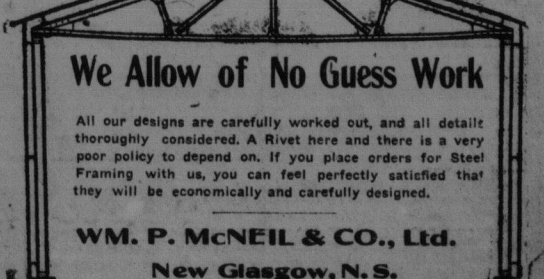 We Allow of No Guess Work
All our designs are carefully worked out, and all details
thoroughly considered. A Rivet here and there is a very
poor policy to depend on. If you place orders for Steel
Framing with us, you can feel perfectly satisfied that
they will be economically and carefully designed.
WM. P. McNEIL & CO., Ltd.
New Glasgow, N. S.